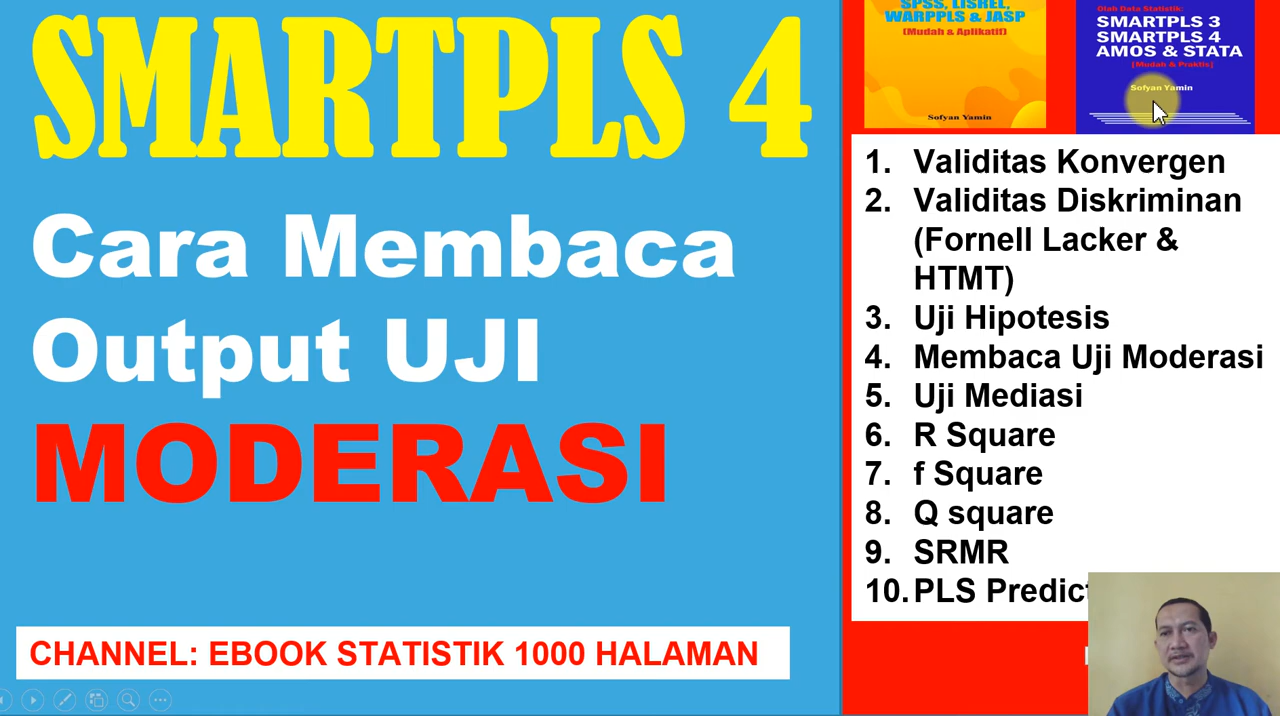 SMARTPLS 4
Cara Membaca
Output UJI
MODERASI
CHANNEL: EBOOK STATISTIK 1000 HALAMAN
SPSS, LISREL,
WARPPLS & JASP
(Mudah & Aplikatif)
Sofyan Yamin
Olah Data Statistik:
SMARTPLS 3
SMARTPLS 4
AMOS & STATA
[Mudah & Praktis]
Sofyan Yamin
1. Validitas Konvergen
2. Validitas Diskriminan
(Fornell Lacker &
HTMT)
3. Uji Hipotesis
4. Membaca Uji Moderasi
5. Uji Mediasi
6. R Square
7. f Square
8. Q square
9. SRMR
10. PLS Predict